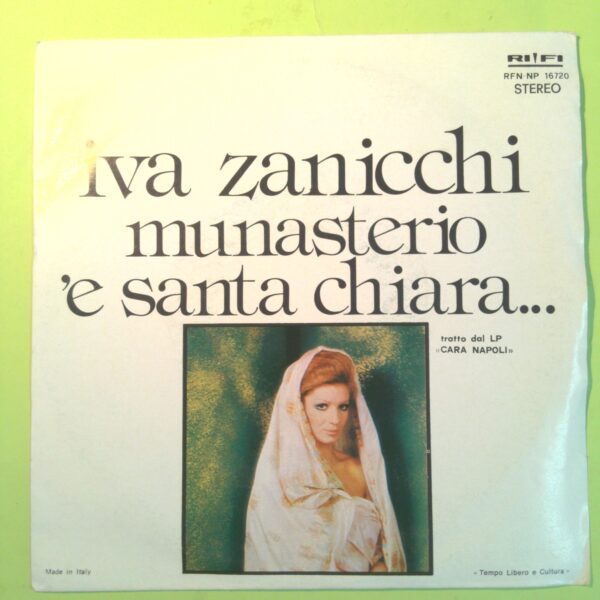 RI-FI
RFN NP 16720
STEREO
iva zanicchi
munasterio
'e santa chiara...
tratto dal LP
«CARA NAPOLI»
Made in Italy
«Tempo Libero e Cultura»